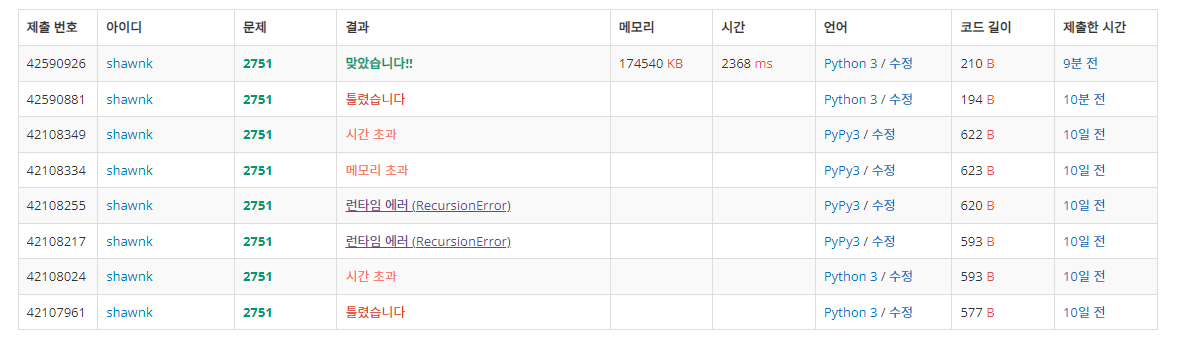 제출 번호 아이디 문제 결과 메모리 시간 언어 코드 길이 제출한 시간
42590926 shawnk 2751 맞았습니다!! 174540 KB 2368 ms Python 3 / 수정 210 B 9분 전
42590881 shawnk 2751 틀렸습니다 Python 3 / 수정 194 B 10분 전
42108349 shawnk 2751 시간 초과 PyPy3 / 수정 622 B 10일 전
42108334 shawnk 2751 메모리 초과 PyPy3 / 수정 623 B 10일 전
42108255 shawnk 2751 런타임 에러 (RecursionError) PyPy3 / 수정 620 B 10일 전
42108217 shawnk 2751 런타임 에러 (RecursionError) PyPy3 / 수정 593 B 10일 전
42108024 shawnk 2751 시간 초과 Python 3 / 수정 593 B 10일 전
42107961 shawnk 2751 틀렸습니다 Python 3 / 수정 577 B 10일 전